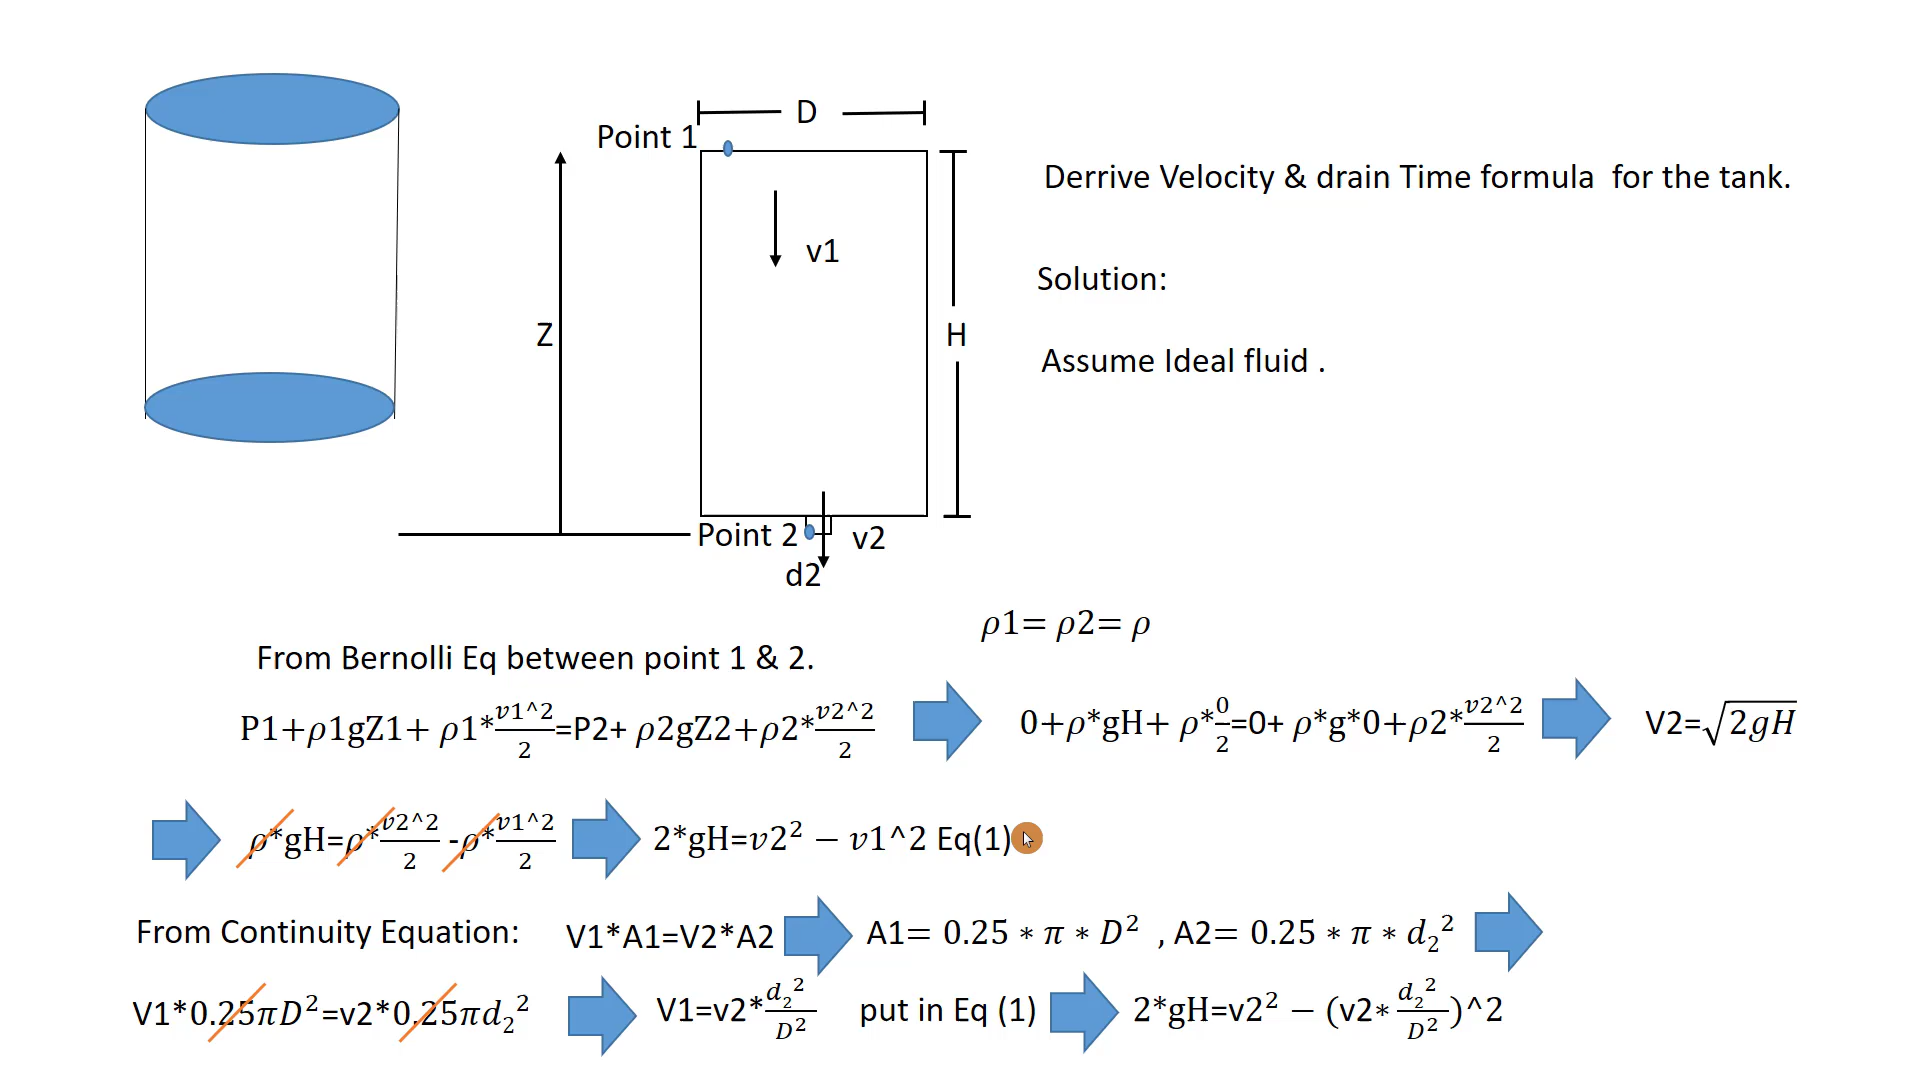 D
Point 1
v1
Z
H
Point 2
v2
d2
Derrive Velocity & drain Time formula for the tank.
Solution:
Assume Ideal fluid .
ρ1= ρ2= ρ
From Bernolli Eq between point 1 & 2.
P1+ρ1gZ1+ ρ1*v1^2/2=P2+ ρ2gZ2+ρ2*v2^2/2
0+ρ*gH+ ρ*0/2=0+ ρ*g*0+ρ2*v2^2/2
V2=√2gH
ρ*gH=ρ*v2^2/2 -ρ*v1^2/2
2*gH=v2² − v1^2 Eq(1)
From Continuity Equation:
V1*A1=V2*A2
A1= 0.25 ∗ π ∗ D² , A2= 0.25 ∗ π ∗ d₂²
V1*0.25πD²=v2*0.25πd₂²
V1=v2*d₂²/D²
put in Eq (1)
2*gH=v2² − (v2∗d₂²/D²)^2